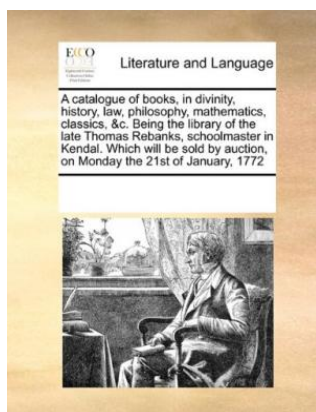 ECCO
Literature and Language
A catalogue of books, in divinity,
history, law, philosophy, mathematics,
classics, &c. Being the library of the
late Thomas Rebanks, schoolmaster in
Kendal. Which will be sold by auction,
on Monday the 21st of January, 1772